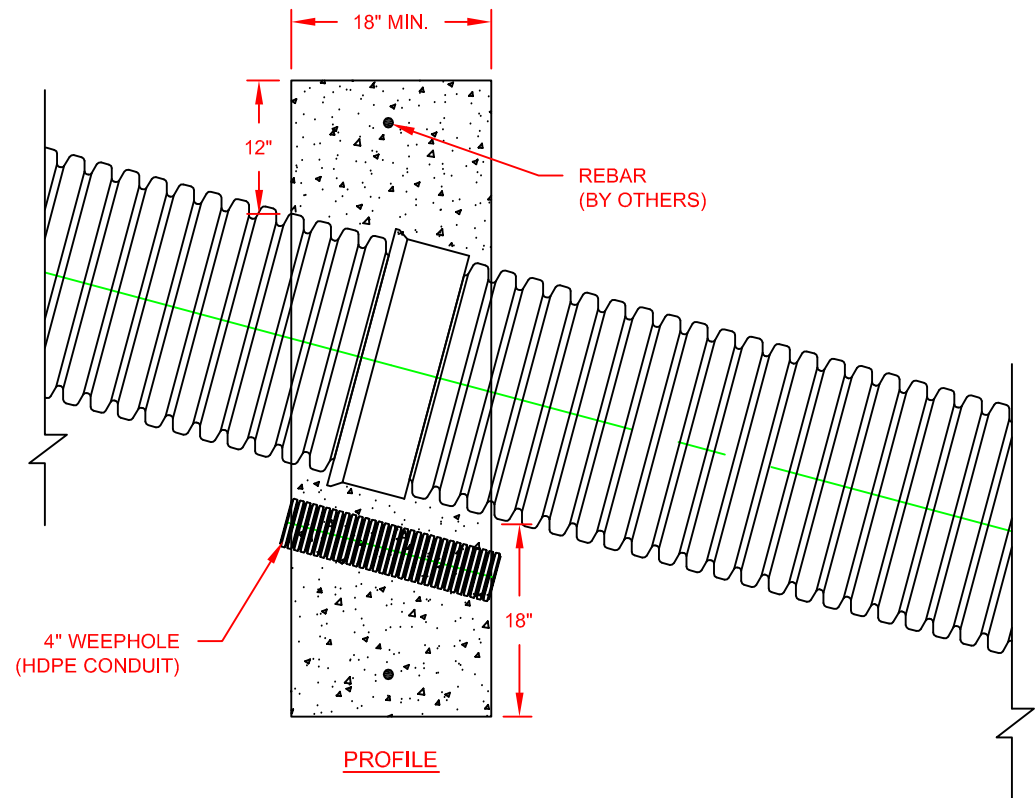 18" MIN.
12"
REBAR
(BY OTHERS)
4" WEEPHOLE
(HDPE CONDUIT)
18"
PROFILE